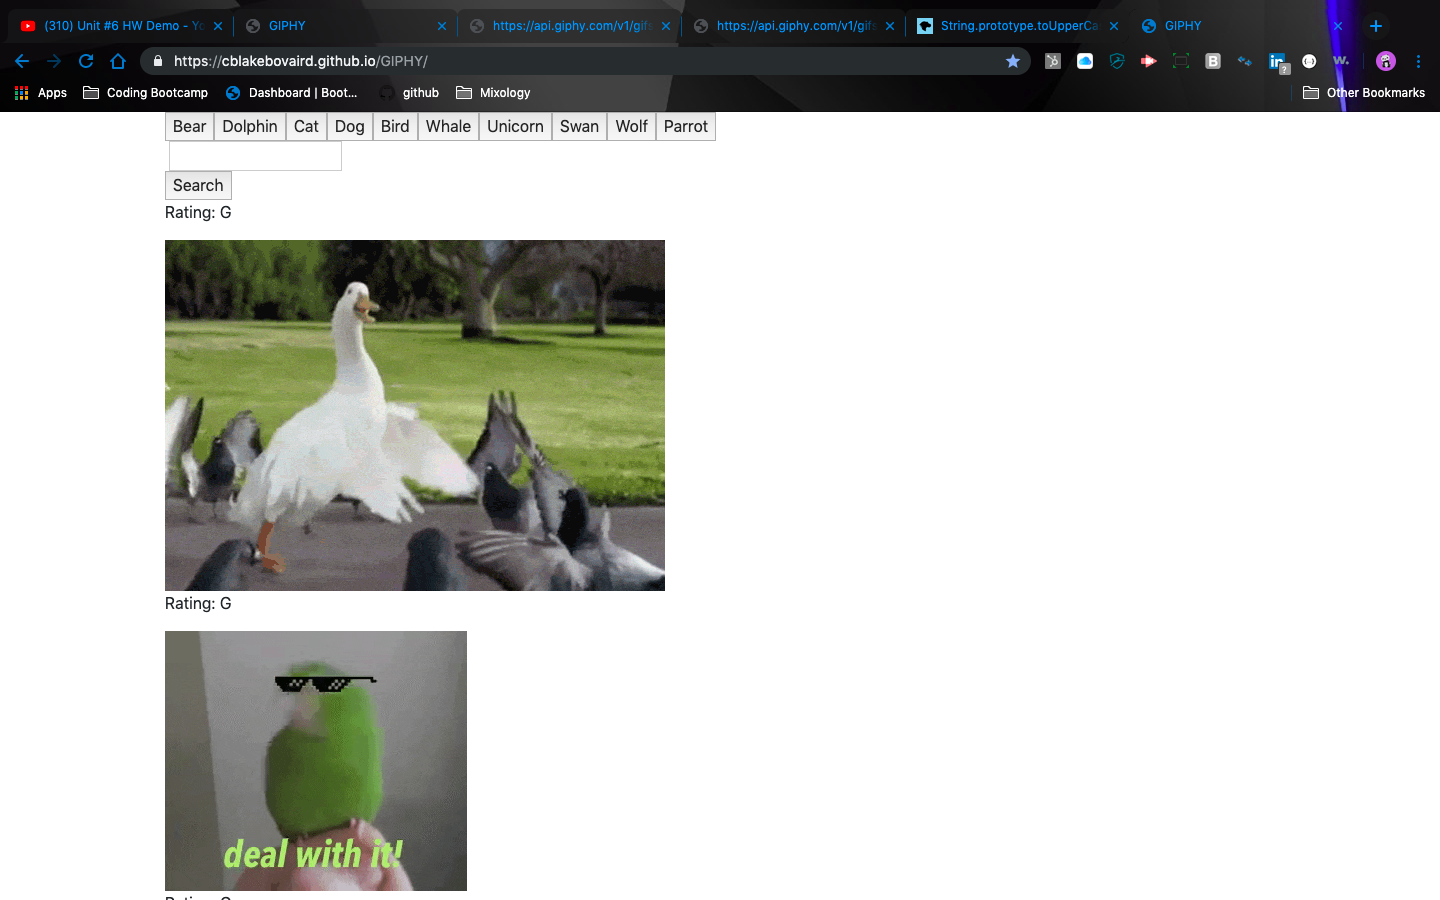 (310) Unit #6 HW Demo - Yo
GIPHY
https://api.giphy.com/v1/gifs
https://api.giphy.com/v1/gifs
String.prototype.toUpperCa
GIPHY
https://cblakebovaird.github.io/GIPHY/
Apps
Coding Bootcamp
Dashboard | Boot...
github
Mixology
Other Bookmarks
Bear
Dolphin
Cat
Dog
Bird
Whale
Unicorn
Swan
Wolf
Parrot
Search
Rating: G
Rating: G
deal with it!
Rating: G